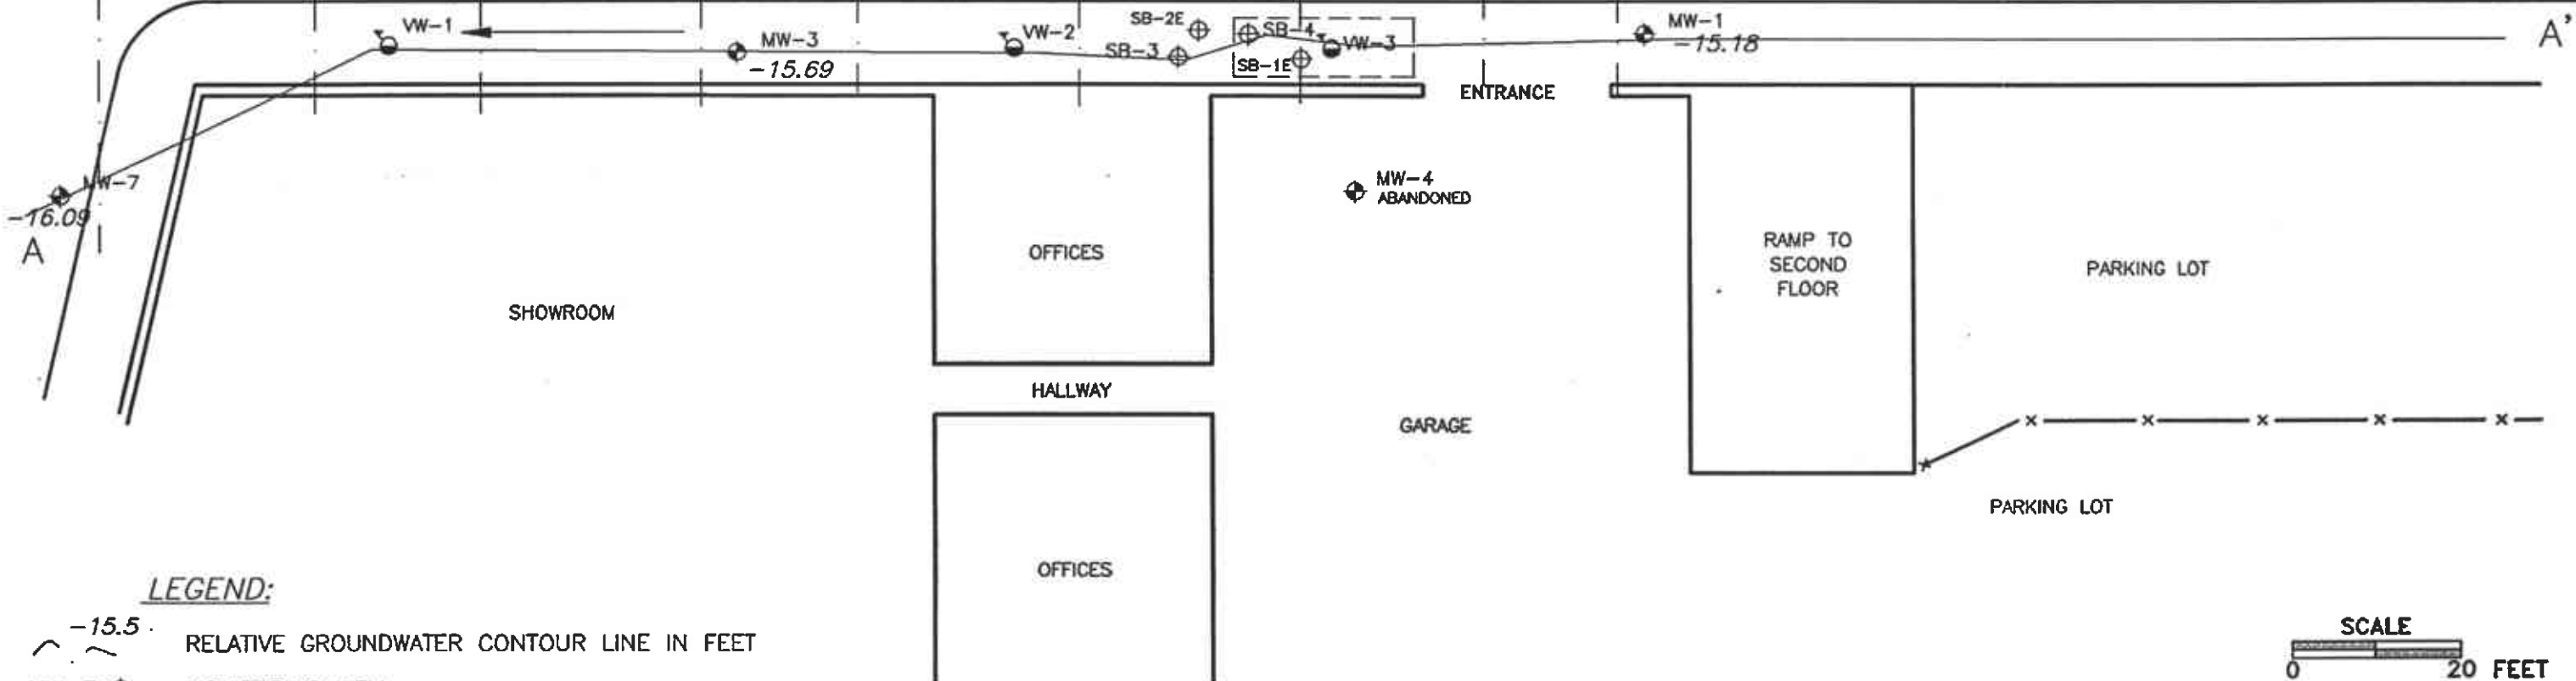 VW-1
MW-3
-15.69
VW-2
SB-2E
SB-3
SB-4
SB-1E
VW-3
MW-1
-15.18
A'
ENTRANCE
MW-7
-16.09
A
MW-4
ABANDONED
OFFICES
RAMP TO
SECOND
FLOOR
PARKING LOT
SHOWROOM
HALLWAY
GARAGE
PARKING LOT
OFFICES
LEGEND:
-15.5
RELATIVE GROUNDWATER CONTOUR LINE IN FEET
SCALE
0 20 FEET